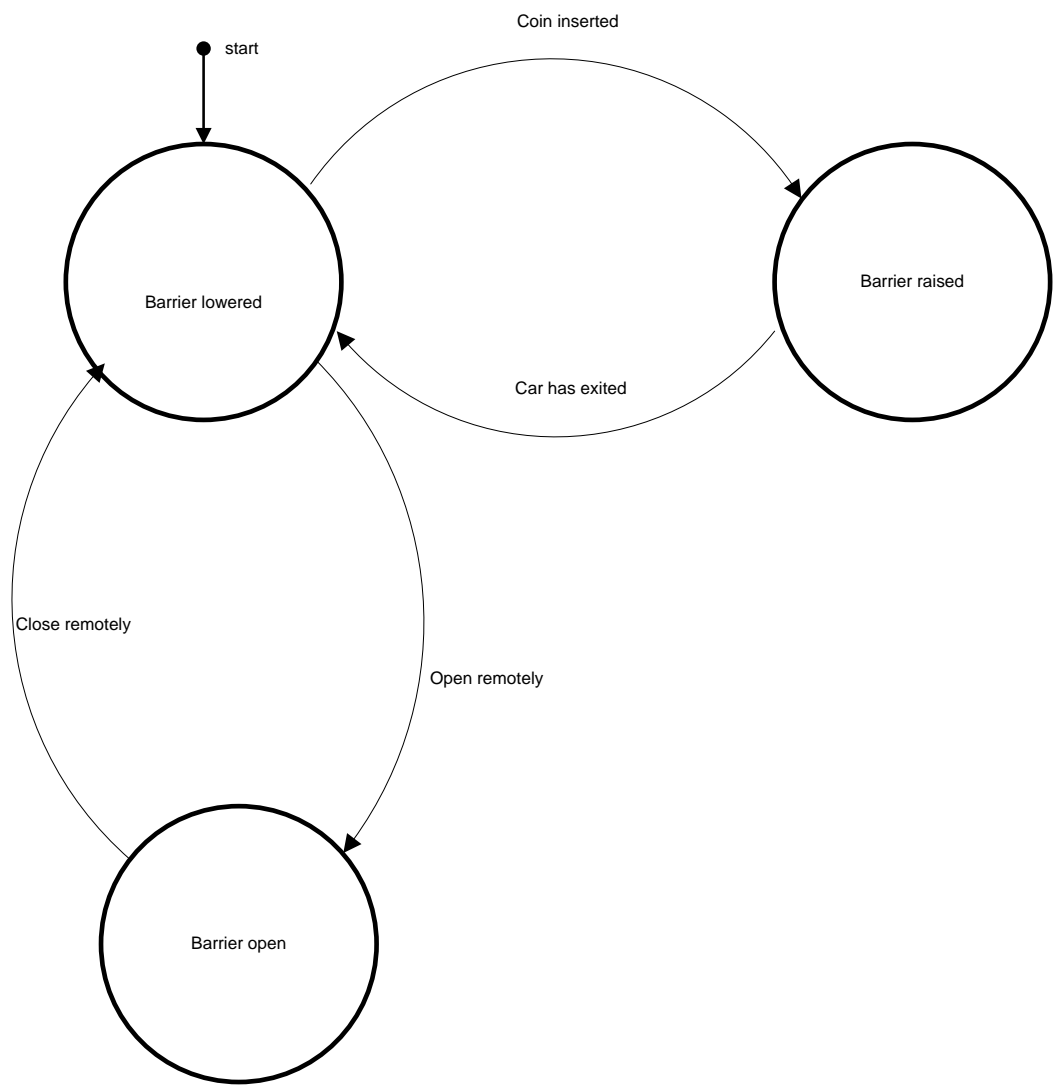 Coin inserted
start
Barrier lowered
Barrier raised
Car has exited
Close remotely
Open remotely
Barrier open